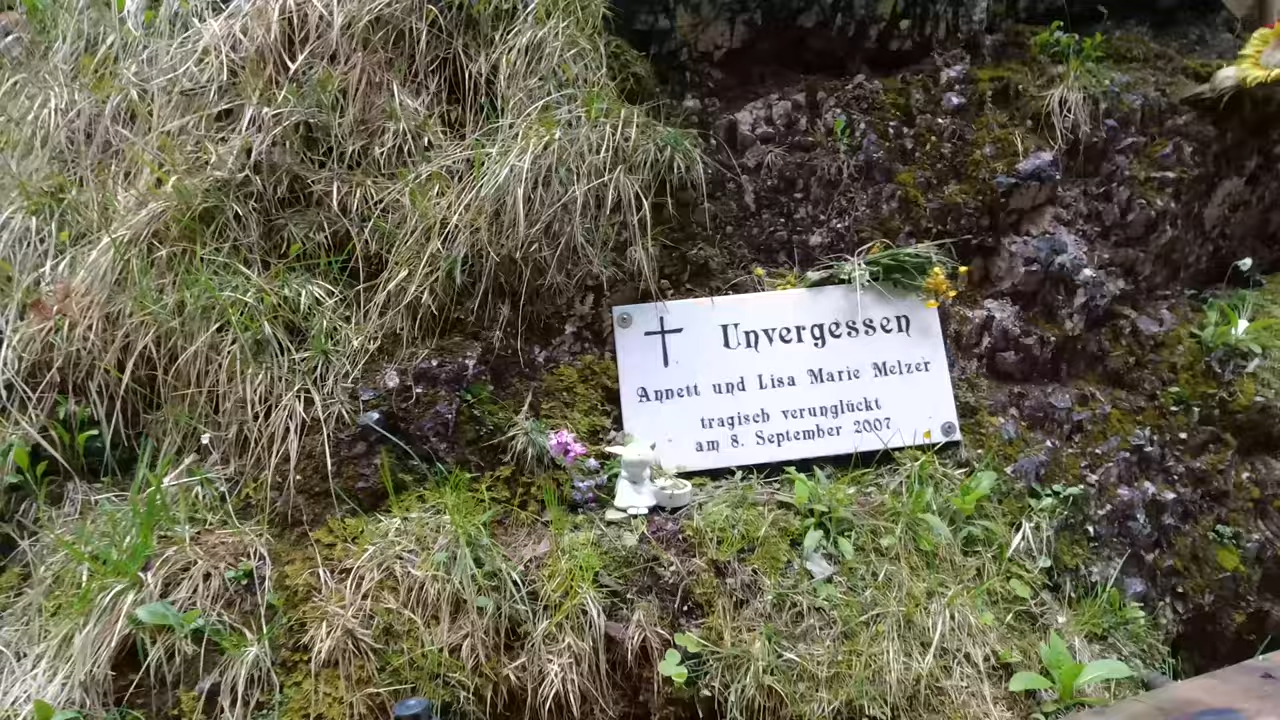 Unvergessen
Annett und Lisa Marie Melzer
tragisch verunglückt
am 8. September 2007